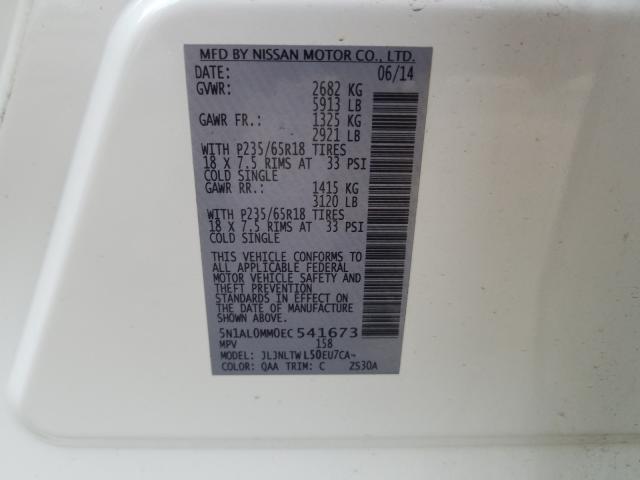 MFD BY NISSAN MOTOR CO., LTD.
DATE: 06/14
GVWR: 2682 KG
5913 LB
GAWR FR.: 1325 KG
2921 LB
WITH P235/65R18 TIRES
18 X 7.5 RIMS AT 33 PSI
COLD SINGLE
GAWR RR.: 1415 KG
3120 LB
WITH P235/65R18 TIRES
18 X 7.5 RIMS AT 33 PSI
COLD SINGLE
THIS VEHICLE CONFORMS TO
ALL APPLICABLE FEDERAL
MOTOR VEHICLE SAFETY AND
THEFT PREVENTION
STANDARDS IN EFFECT ON
THE DATE OF MANUFACTURE
SHOWN ABOVE.
5N1AL0MM0EC541673
MPV 158
MODEL: JL3NLTWL50EU7CA-
COLOR: QAA TRIM: C ZS30A